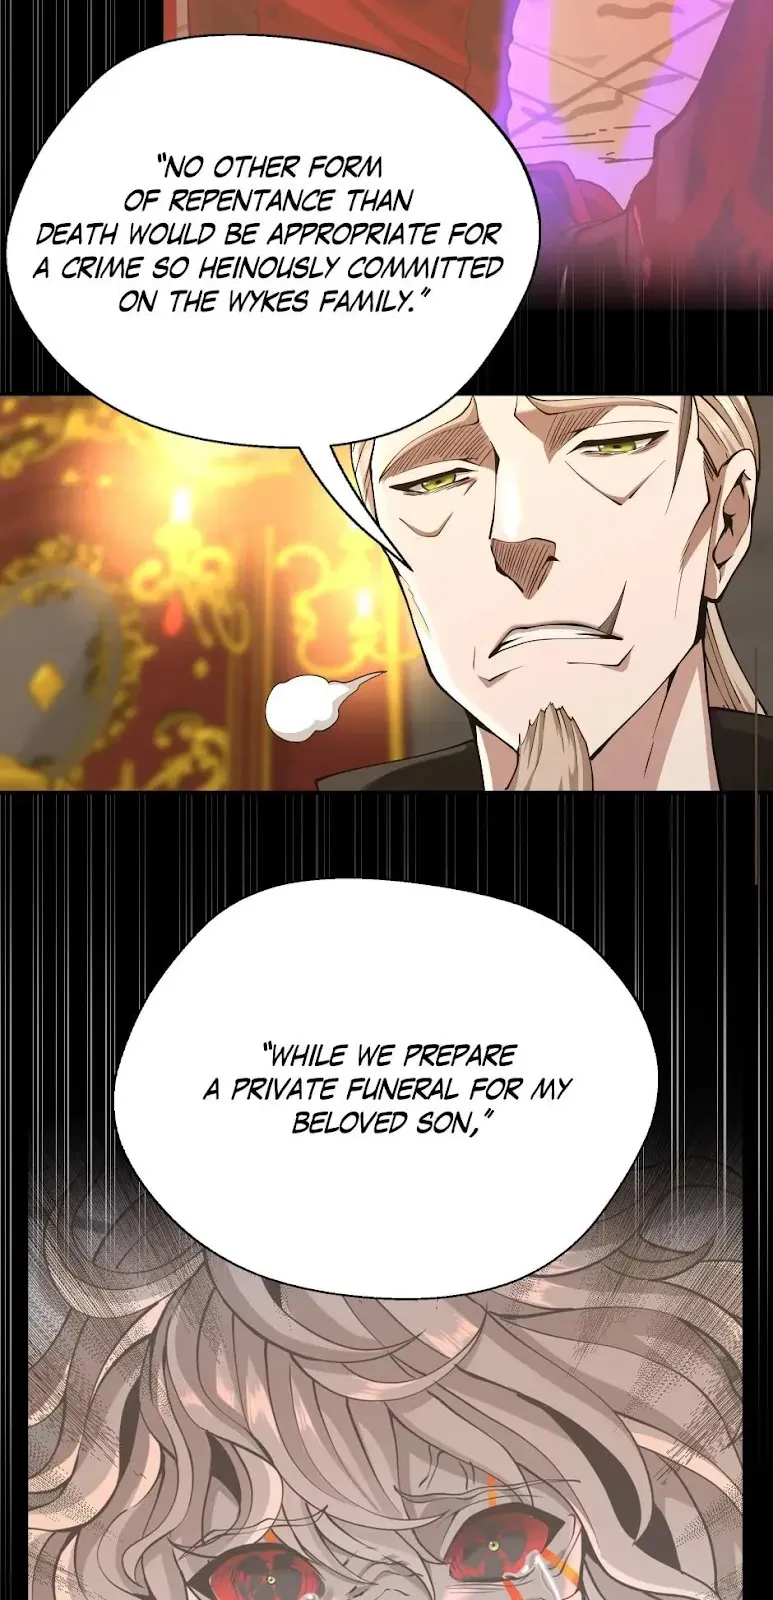 "NO OTHER FORM
OF REPENTANCE THAN
DEATH WOULD BE APPROPRIATE FOR
A CRIME SO HEINOUSLY COMMITTED
ON THE WYKES FAMILY."
"WHILE WE PREPARE
A PRIVATE FUNERAL FOR MY
BELOVED SON,"